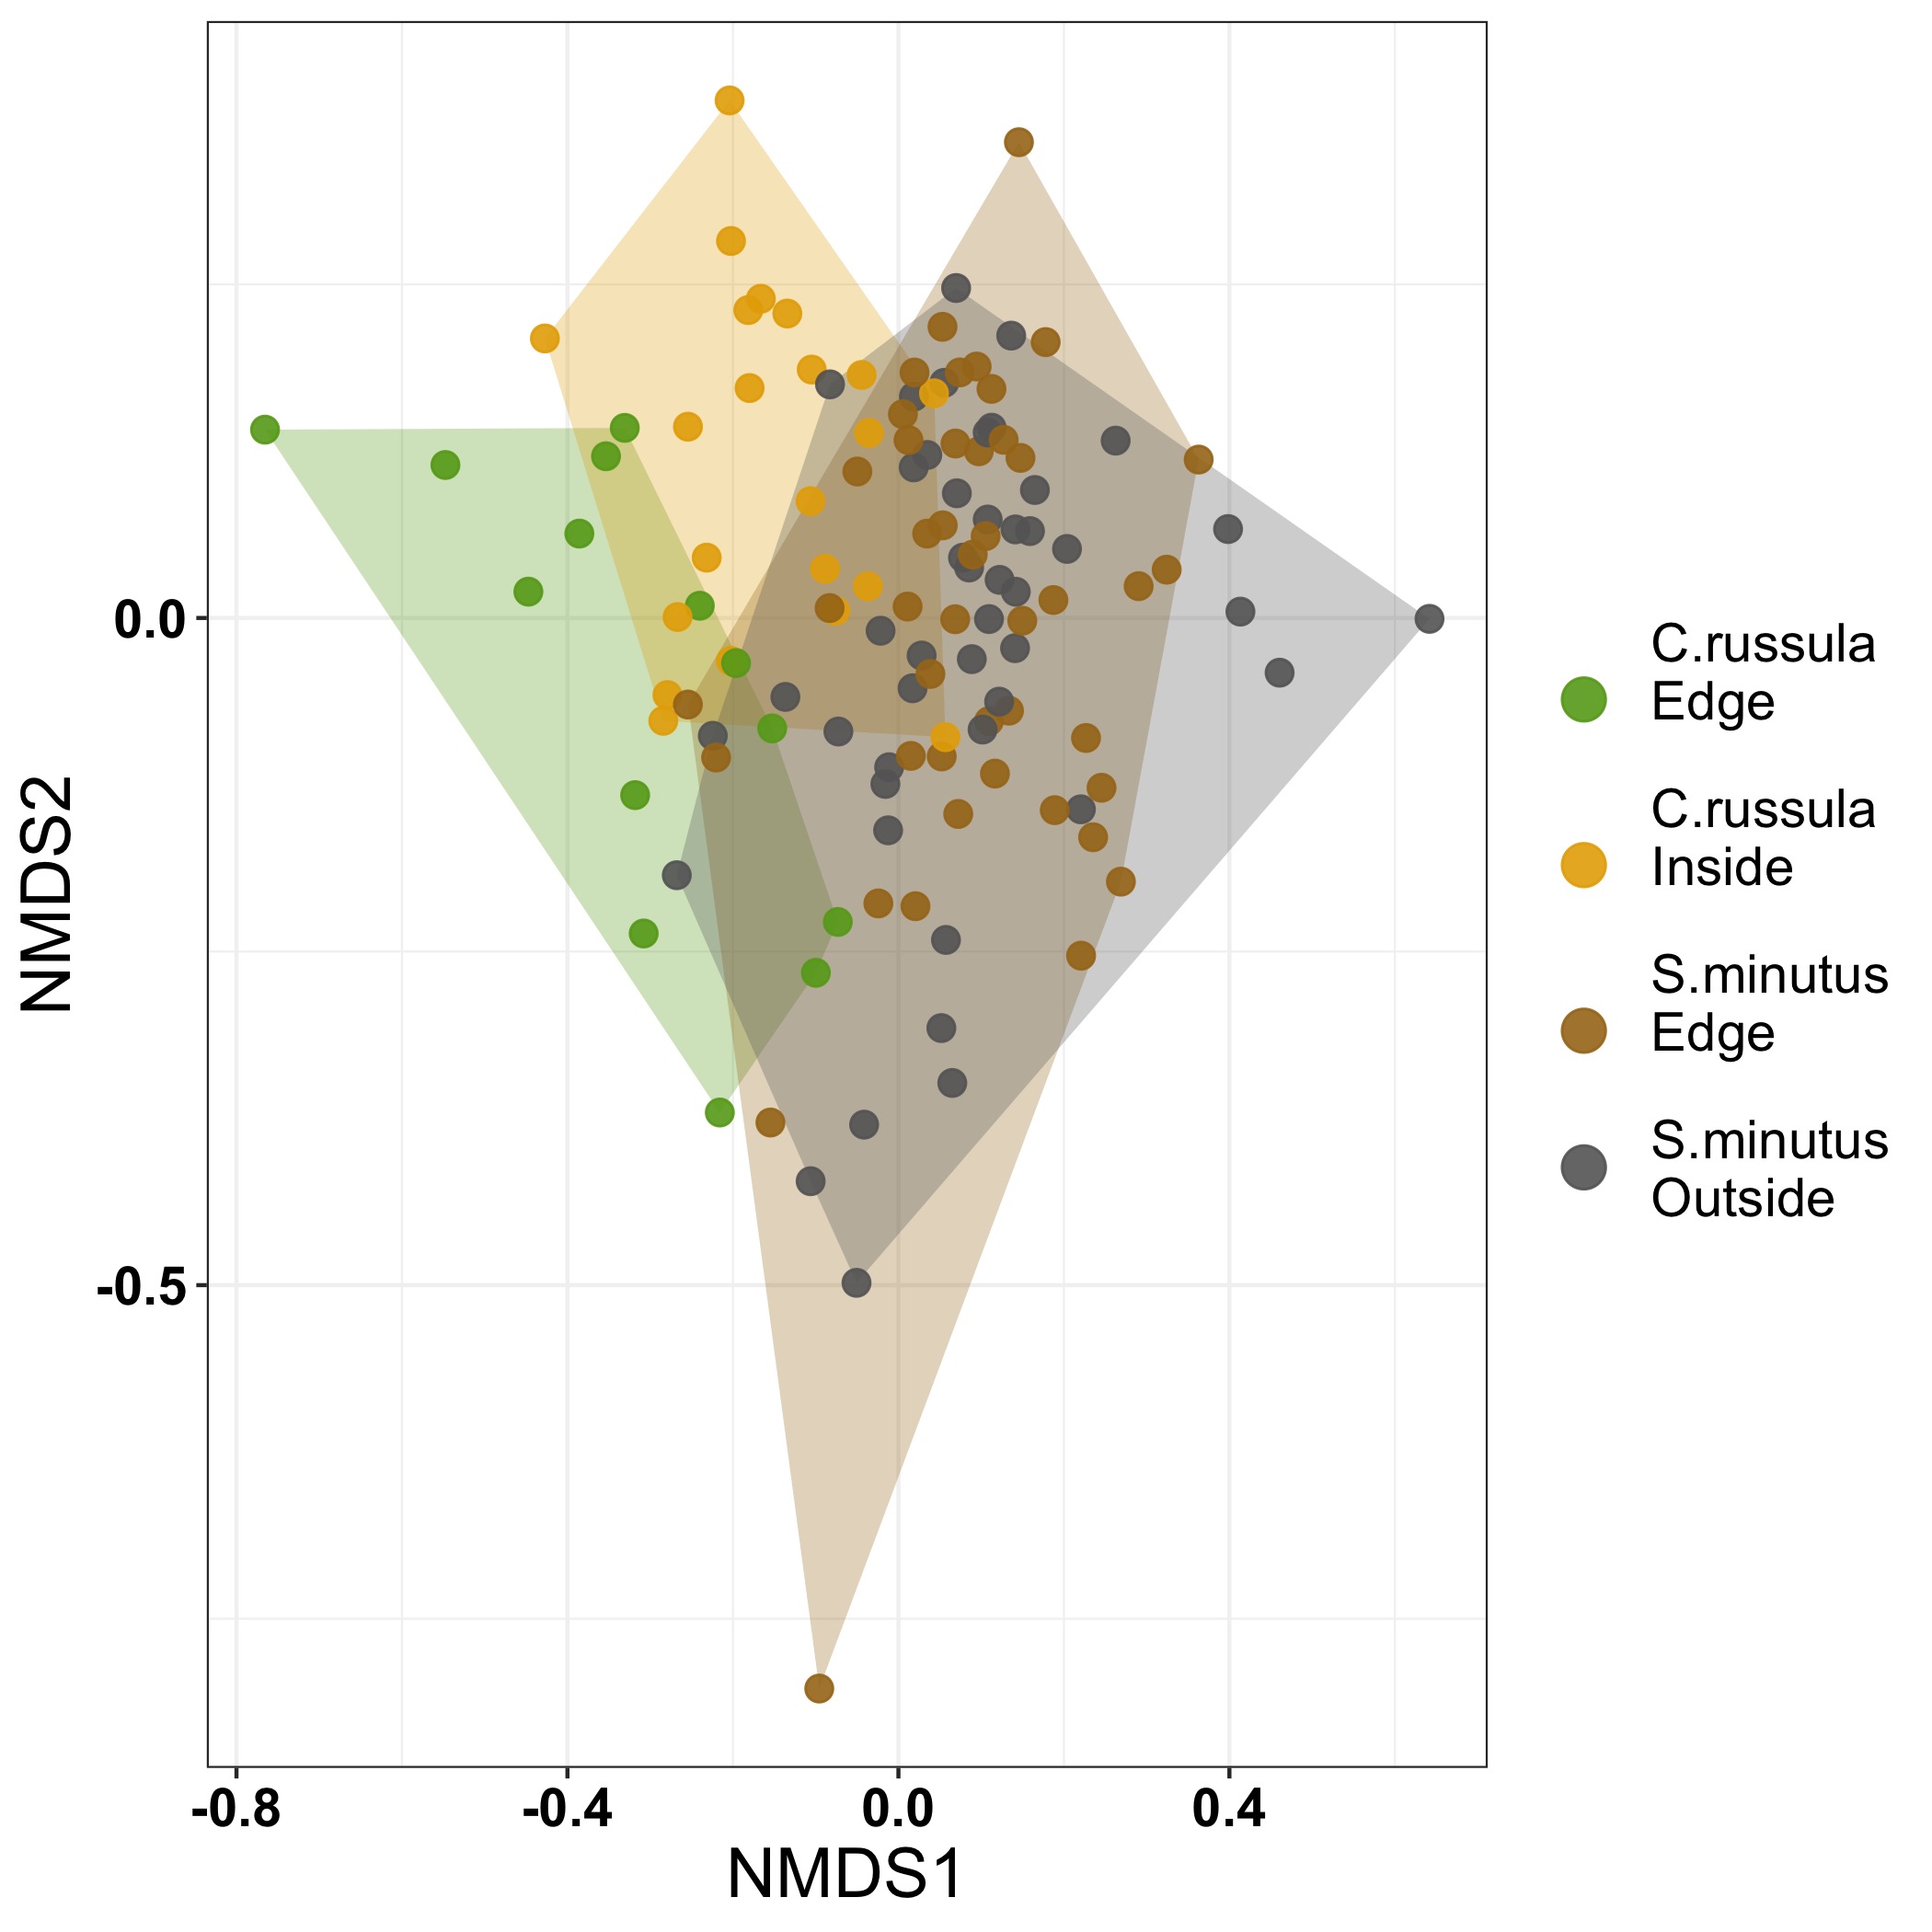 0.0
-0.5
NMDS2
-0.8
-0.4
0.0
0.4
NMDS1
C.russula
Edge
C.russula
Inside
S.minutus
Edge
S.minutus
Outside